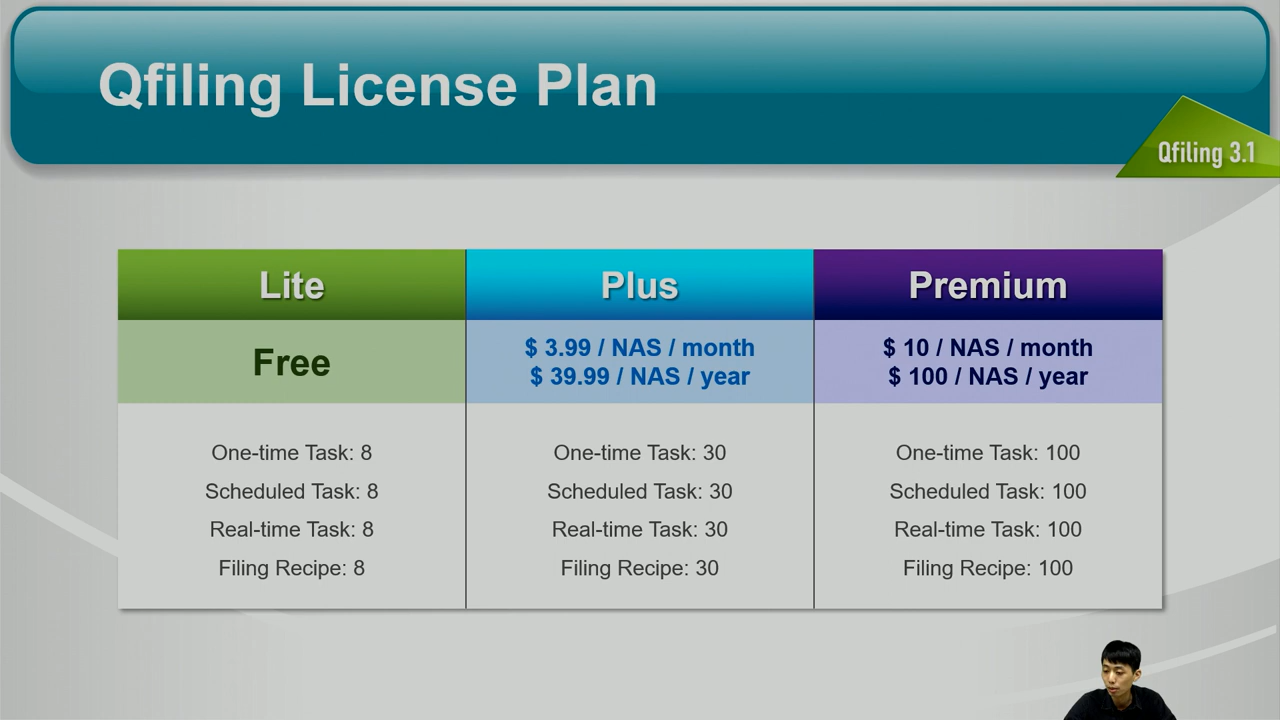 Qfiling License Plan
Qfiling 3.1
Lite
Free
One-time Task: 8
Scheduled Task: 8
Real-time Task: 8
Filing Recipe: 8
Plus
$ 3.99 / NAS / month
$ 39.99 / NAS / year
One-time Task: 30
Scheduled Task: 30
Real-time Task: 30
Filing Recipe: 30
Premium
$ 10 / NAS / month
$ 100 / NAS / year
One-time Task: 100
Scheduled Task: 100
Real-time Task: 100
Filing Recipe: 100